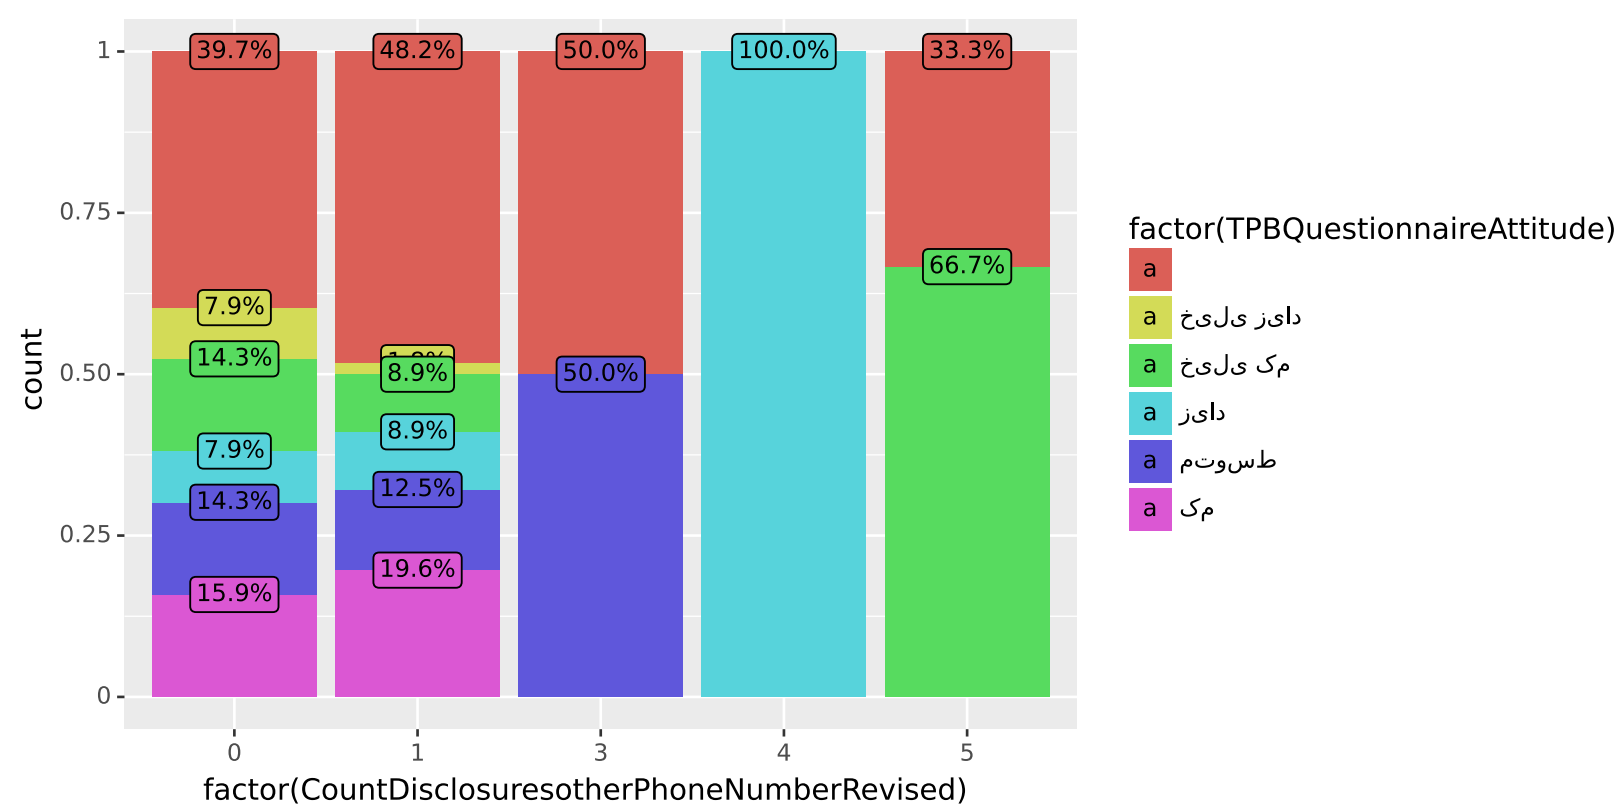 39.7%
48.2%
50.0%
100.0%
33.3%
7.9%
14.3%
7.9%
14.3%
15.9%
8.9%
8.9%
12.5%
19.6%
50.0%
66.7%
1
0.75
0.50
0.25
0
count
0 1 3 4 5
factor(CountDisclosuresotherPhoneNumberRevised)
factor(TPBQuestionnaireAttitude)
a
a خیلی زیاد
a خیلی کم
a زیاد
a متوسط
a کم